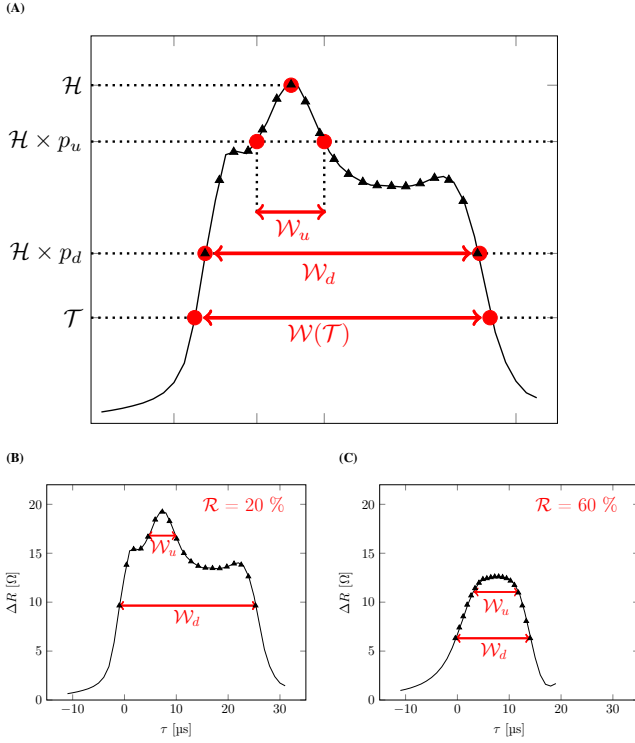 (A)
ℋ
ℋ × p_u
𝒲_u
ℋ × p_d
𝒲_d
𝒯
𝒲(𝒯)
(B)
(C)
ℛ = 20 %
ℛ = 60 %
ΔR [Ω]
20
15
10
5
0
𝒲_u
𝒲_d
−10 0 10 20 30
τ [µs]
ΔR [Ω]
20
15
10
5
0
𝒲_u
𝒲_d
−10 0 10 20 30
τ [µs]